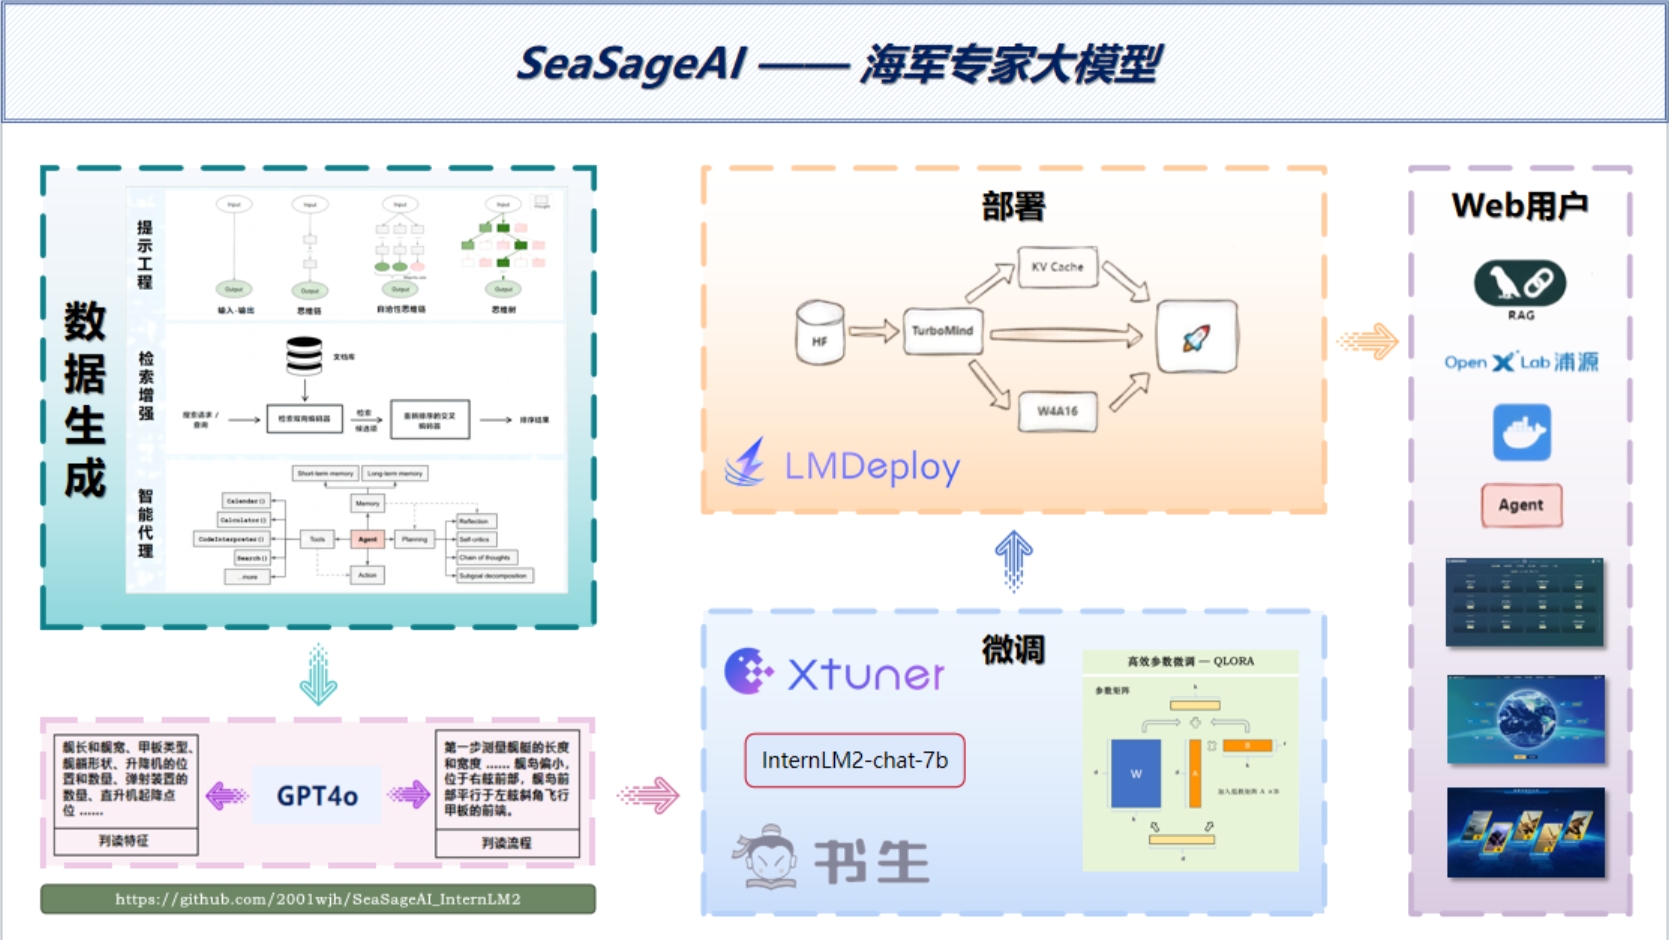 SeaSageAI —— 海军专家大模型
数据生成
提示工程
Input
Input
Input
Input
Output
Output
Output
Output
输入-输出
思维链
自洽性思维链
思维树
检索增强
文档库
搜索请求 /
查询
检索双向编码器
检索
候选项
重新排序的交叉
编码器
排序结果
智能代理
Short-term memory
Long-term memory
Calendar()
Calculator()
CodeInterpreter()
Search()
...more
Memory
Tools
Agent
Planning
Action
Reflection
Self-critics
Chain of thoughts
Subgoal decomposition
舰长和舰宽、甲板类型、
舰艏形状、升降机的位
置和数量、弹射装置的
数量、直升机起降点
位 ……
判读特征
GPT4o
第一步测量舰艇的长度
和宽度 …… 舰岛偏小，
位于右舷前部，舰岛前
部平行于左舷斜角飞行
甲板的前端。
判读流程
https://github.com/2001wjh/SeaSageAI_InternLM2
部署
HF
TurboMind
KV Cache
W4A16
LMDeploy
微调
Xtuner
InternLM2-chat-7b
书生
高效参数微调 — QLORA
参数矩阵
k
W
d
A
B
r
k
d
k
加入低秩矩阵 A 和B
d
Web用户
RAG
OpenXLab浦源
Agent